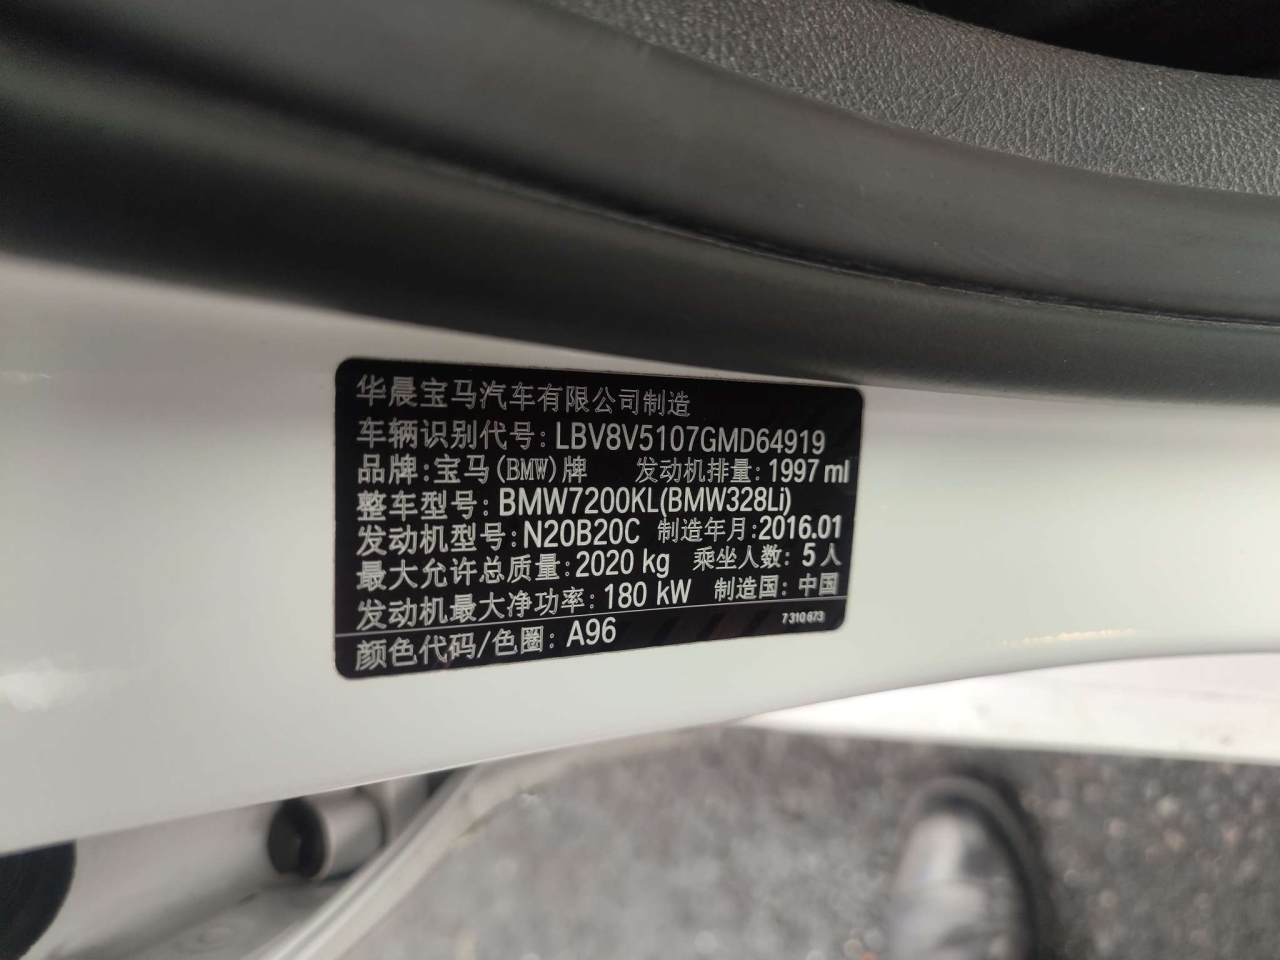 华晨宝马汽车有限公司制造
车辆识别代号: LBV8V5107GMD64919
品牌: 宝马(BMW)牌 发动机排量: 1997 ml
整车型号: BMW7200KL(BMW328Li)
发动机型号: N20B20C 制造年月: 2016.01
最大允许总质量: 2020 kg 乘坐人数: 5人
发动机最大净功率: 180 kW 制造国: 中国
7310673
颜色代码/色圈: A96